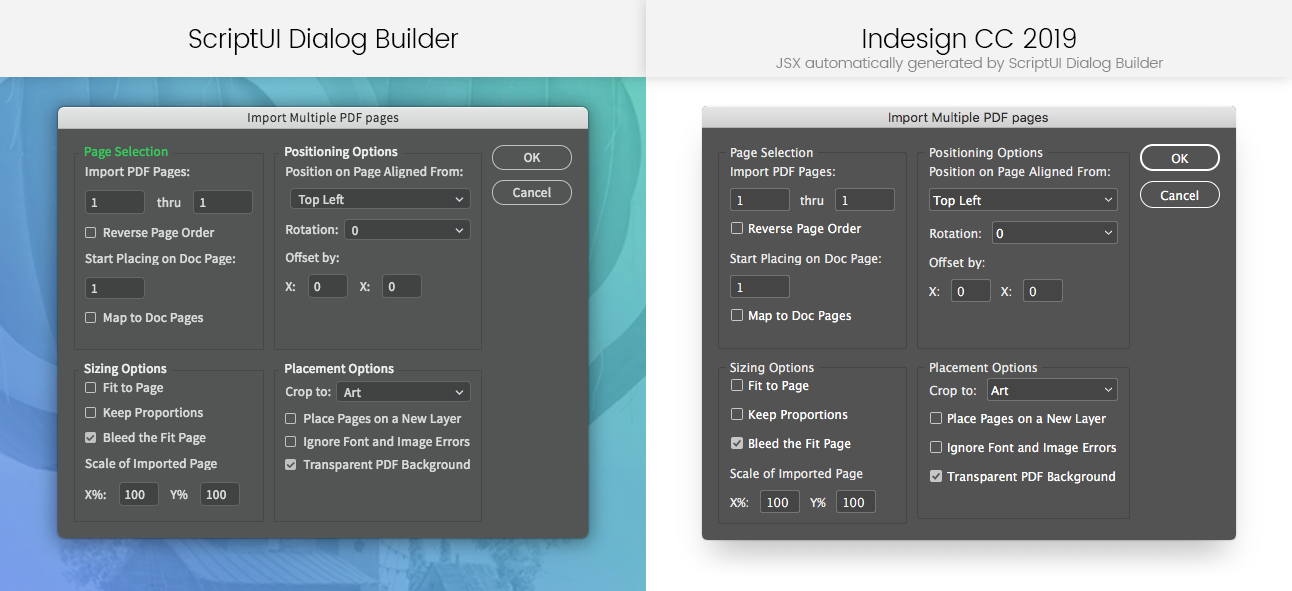 ScriptUI Dialog Builder
Import Multiple PDF pages
Page Selection
Import PDF Pages:
1 thru 1
Reverse Page Order
Start Placing on Doc Page:
1
Map to Doc Pages
Positioning Options
Position on Page Aligned From:
Top Left
Rotation: 0
Offset by:
X: 0 X: 0
OK
Cancel
Sizing Options
Fit to Page
Keep Proportions
Bleed the Fit Page
Scale of Imported Page
X%: 100 Y% 100
Placement Options
Crop to: Art
Place Pages on a New Layer
Ignore Font and Image Errors
Transparent PDF Background
Indesign CC 2019
JSX automatically generated by ScriptUI Dialog Builder
Import Multiple PDF pages
Page Selection
Import PDF Pages:
1 thru 1
Reverse Page Order
Start Placing on Doc Page:
1
Map to Doc Pages
Positioning Options
Position on Page Aligned From:
Top Left
Rotation: 0
Offset by:
X: 0 X: 0
OK
Cancel
Sizing Options
Fit to Page
Keep Proportions
Bleed the Fit Page
Scale of Imported Page
X%: 100 Y% 100
Placement Options
Crop to: Art
Place Pages on a New Layer
Ignore Font and Image Errors
Transparent PDF Background